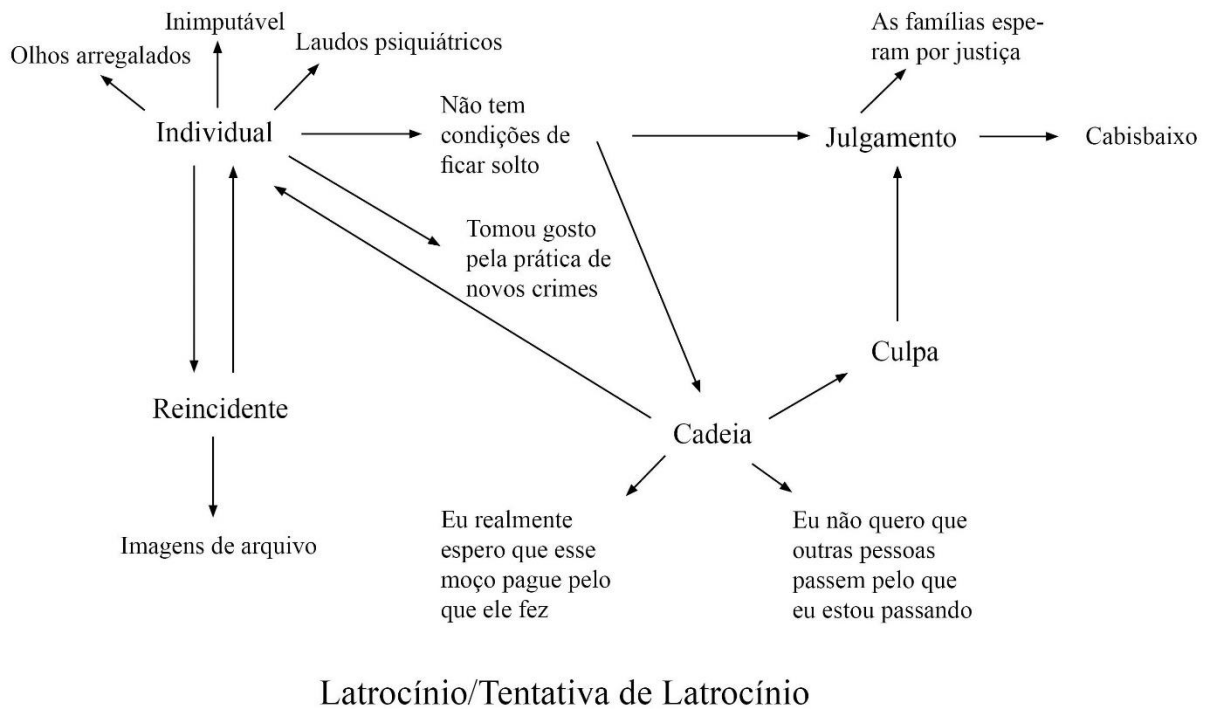 Inimputável
Olhos arregalados
Laudos psiquiátricos
As famílias espe-
ram por justiça
Individual
Não tem
condições de
ficar solto
Julgamento
Cabisbaixo
Tomou gosto
pela prática de
novos crimes
Culpa
Reincidente
Cadeia
Imagens de arquivo
Eu realmente
espero que esse
moço pague pelo
que ele fez
Eu não quero que
outras pessoas
passem pelo que
eu estou passando
Latrocínio/Tentativa de Latrocínio